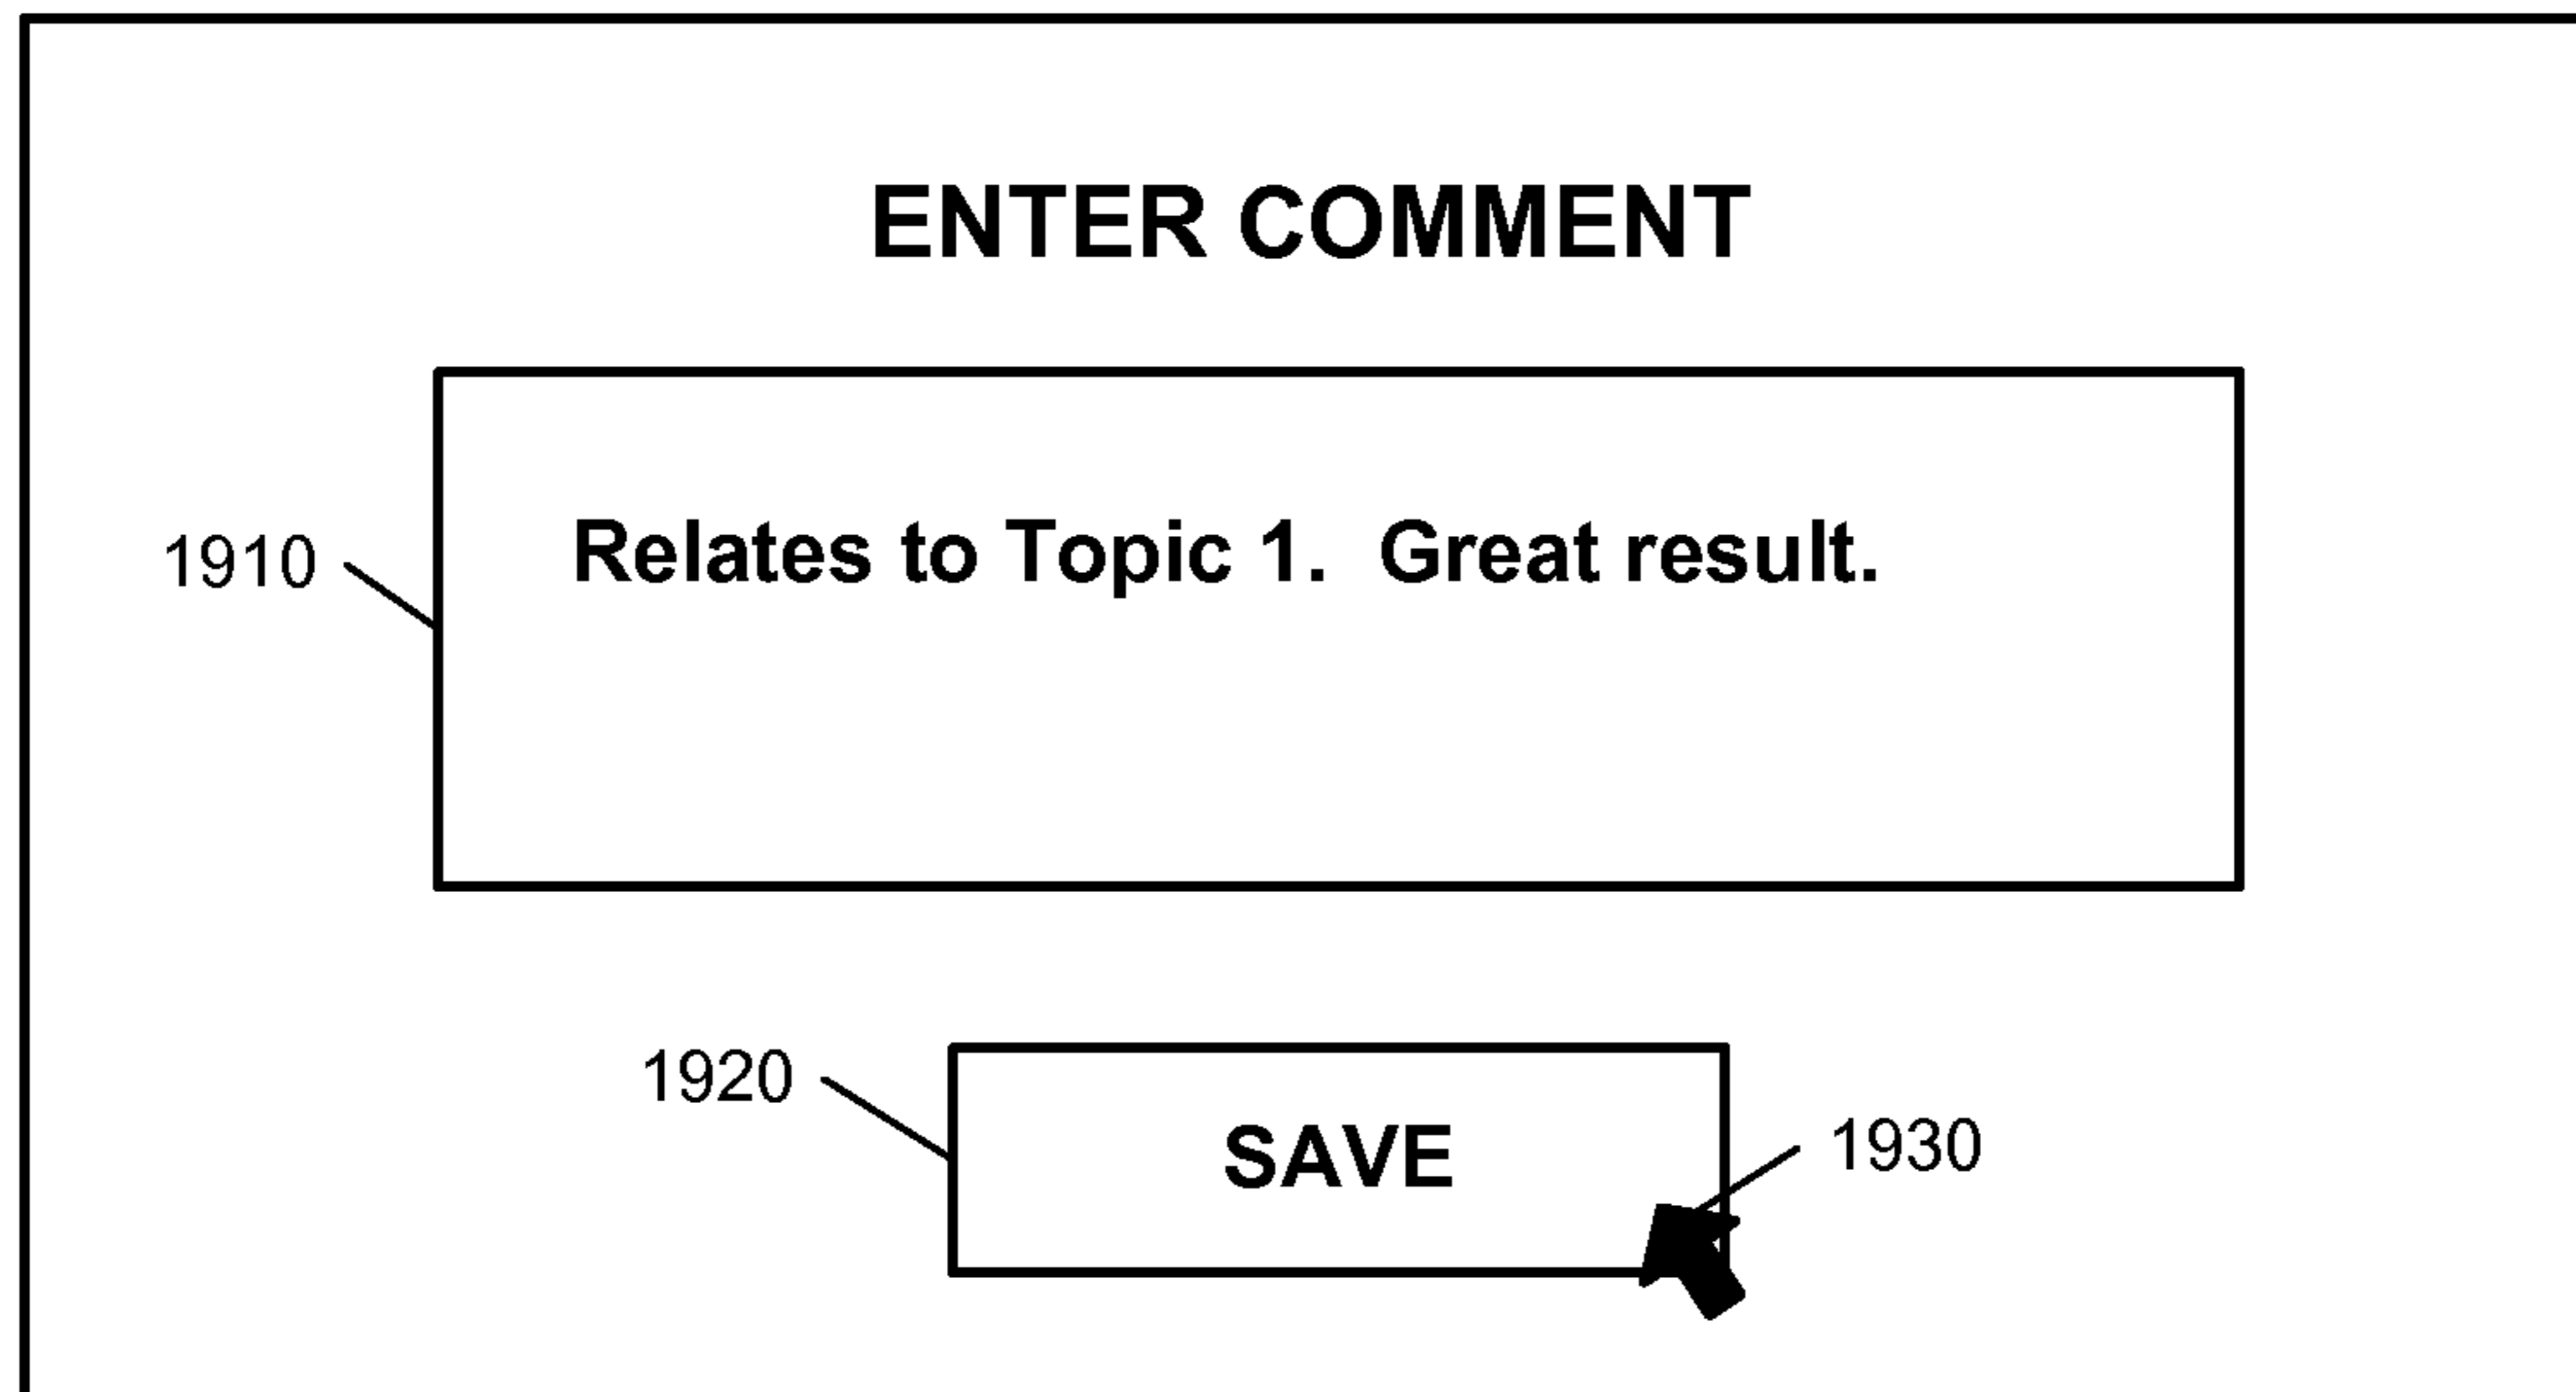 ENTER COMMENT
1910
Relates to Topic 1.  Great result.
1920
SAVE
1930